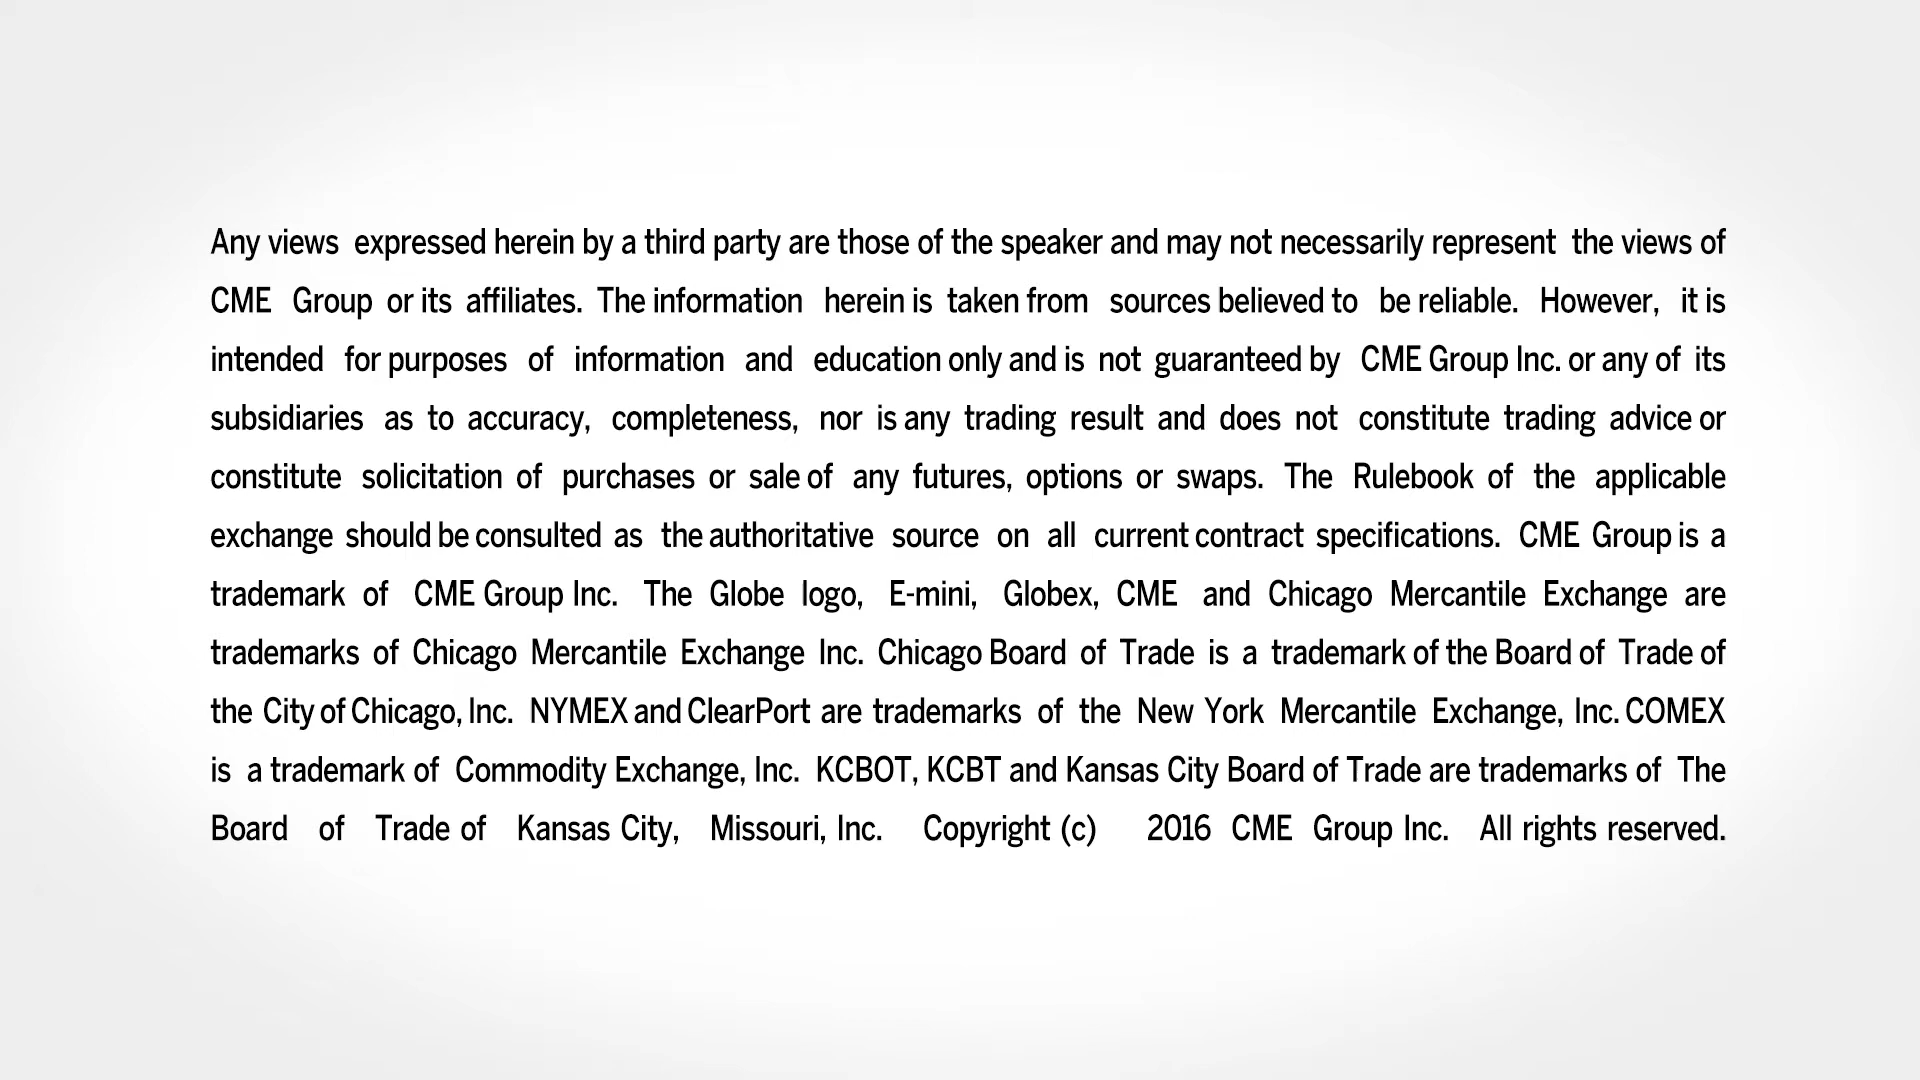 Any views expressed herein by a third party are those of the speaker and may not necessarily represent the views of
CME Group or its affiliates. The information herein is taken from sources believed to be reliable. However, it is
intended for purposes of information and education only and is not guaranteed by CME Group Inc. or any of its
subsidiaries as to accuracy, completeness, nor is any trading result and does not constitute trading advice or
constitute solicitation of purchases or sale of any futures, options or swaps. The Rulebook of the applicable
exchange should be consulted as the authoritative source on all current contract specifications. CME Group is a
trademark of CME Group Inc. The Globe logo, E-mini, Globex, CME and Chicago Mercantile Exchange are
trademarks of Chicago Mercantile Exchange Inc. Chicago Board of Trade is a trademark of the Board of Trade of
the City of Chicago, Inc. NYMEX and ClearPort are trademarks of the New York Mercantile Exchange, Inc. COMEX
is a trademark of Commodity Exchange, Inc. KCBOT, KCBT and Kansas City Board of Trade are trademarks of The
Board of Trade of Kansas City, Missouri, Inc. Copyright (c) 2016 CME Group Inc. All rights reserved.